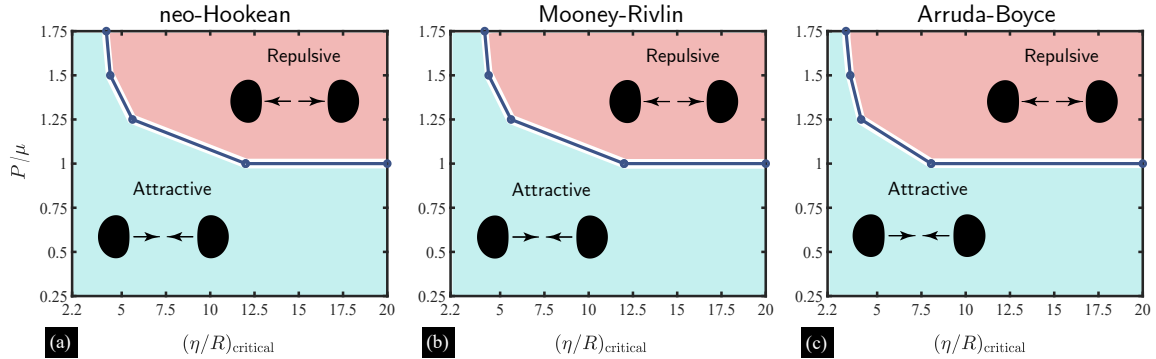 neo-Hookean
1.75
1.5
1.25
1
0.75
0.5
0.25
P/μ
Repulsive
Attractive
2.2 5 7.5 10 12.5 15 17.5 20
(a)
(η/R)critical
Mooney-Rivlin
1.75
1.5
1.25
1
0.75
0.5
0.25
Repulsive
Attractive
2.2 5 7.5 10 12.5 15 17.5 20
(b)
(η/R)critical
Arruda-Boyce
1.75
1.5
1.25
1
0.75
0.5
0.25
Repulsive
Attractive
2.2 5 7.5 10 12.5 15 17.5 20
(c)
(η/R)critical